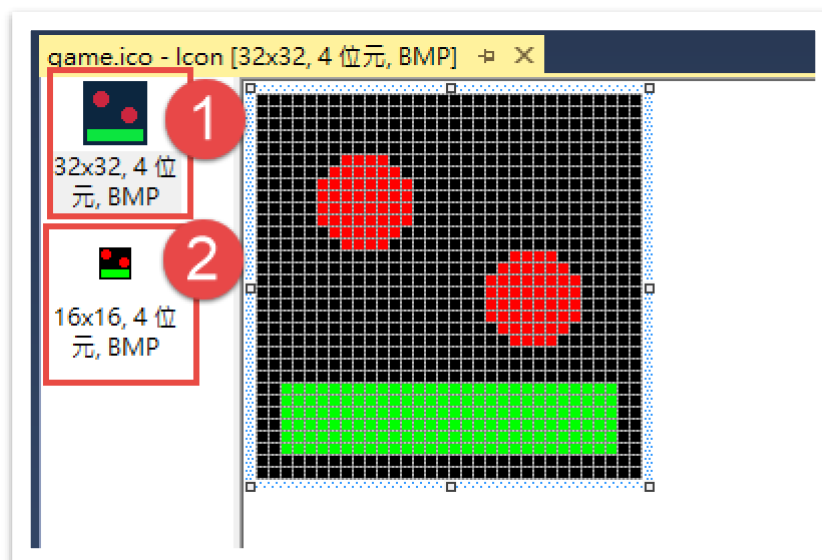 game.ico - Icon [32x32, 4 位元, BMP]
1
32x32, 4 位
元, BMP
2
16x16, 4 位
元, BMP